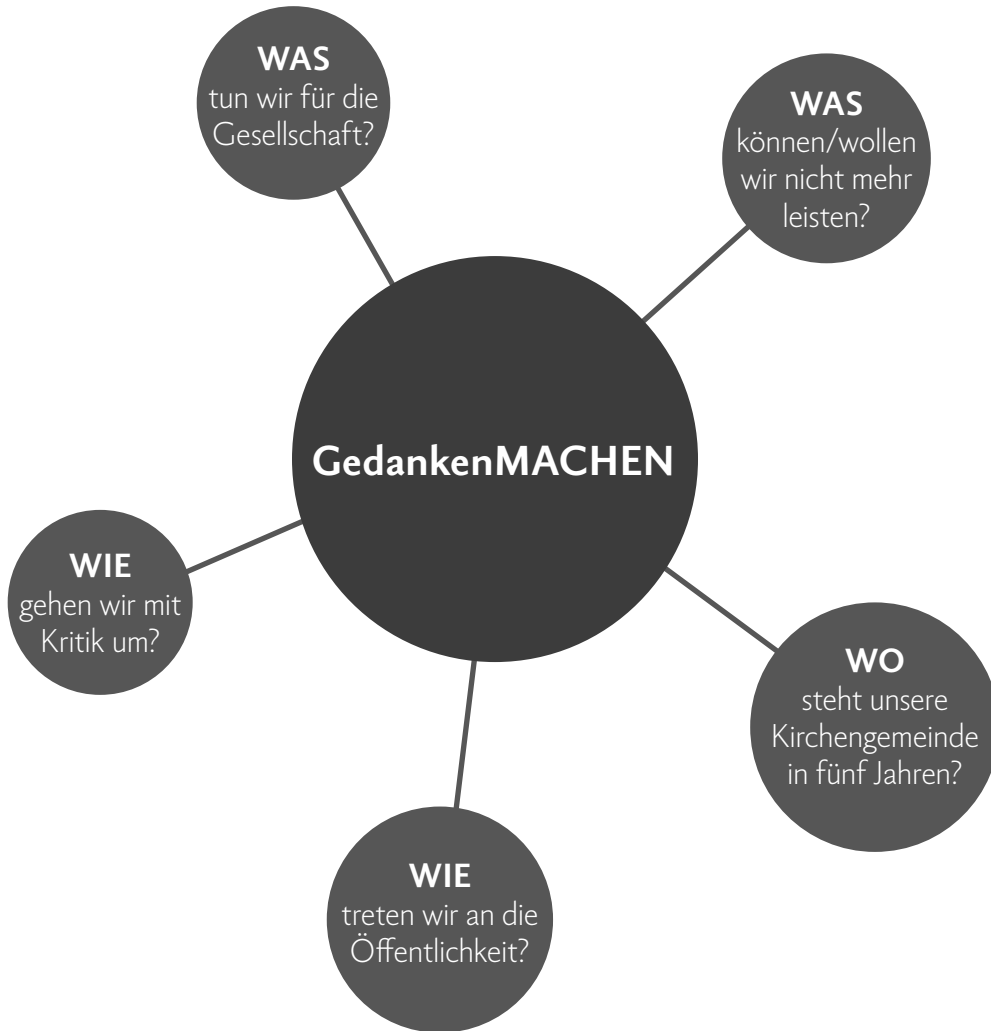 WAS
tun wir für die
Gesellschaft?
WAS
können/wollen
wir nicht mehr
leisten?
GedankenMACHEN
WIE
gehen wir mit
Kritik um?
WO
steht unsere
Kirchengemeinde
in fünf Jahren?
WIE
treten wir an die
Öffentlichkeit?